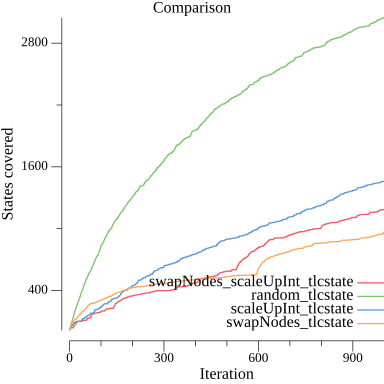 Comparison
States covered
2800
1600
400
swapNodes_scaleUpInt_tlcstate
random_tlcstate
scaleUpInt_tlcstate
swapNodes_tlcstate
0 300 600 900
Iteration